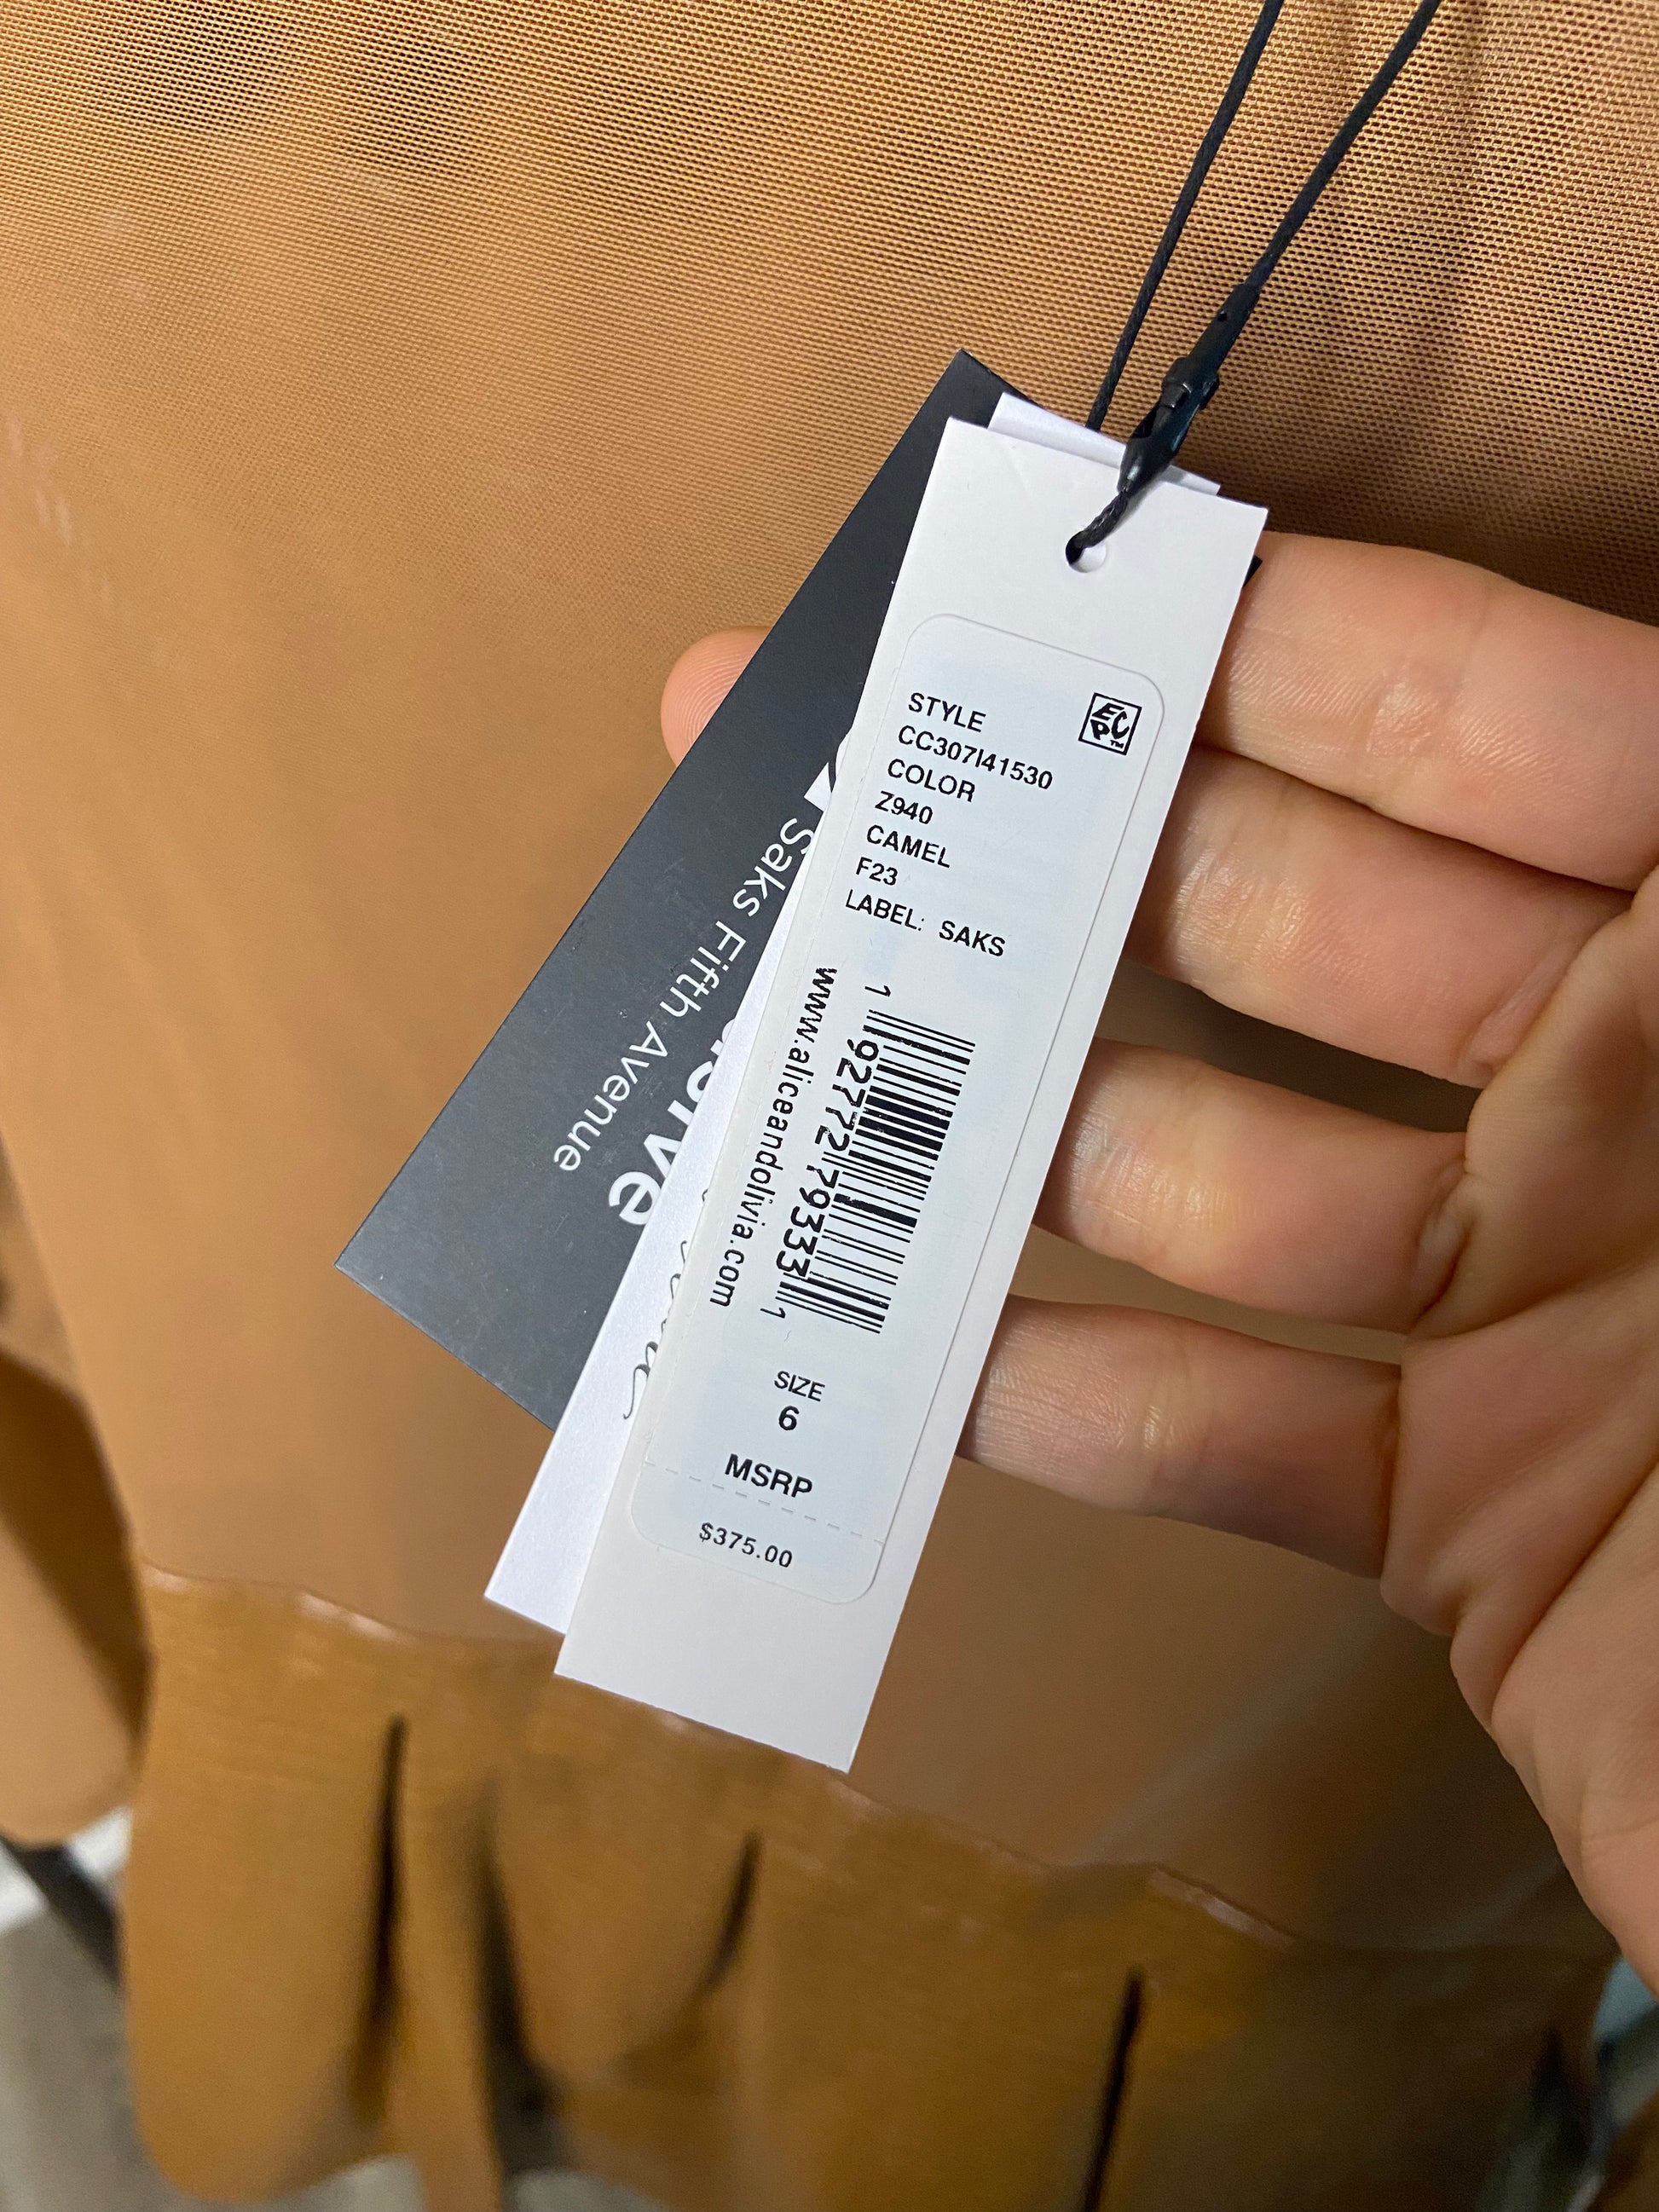 STYLE
CC307I41530
COLOR
Z940
CAMEL
F23
LABEL: SAKS
1 92772 79333 1
www.aliceandolivia.com
SIZE
6
MSRP
$375.00
Saks Fifth Avenue